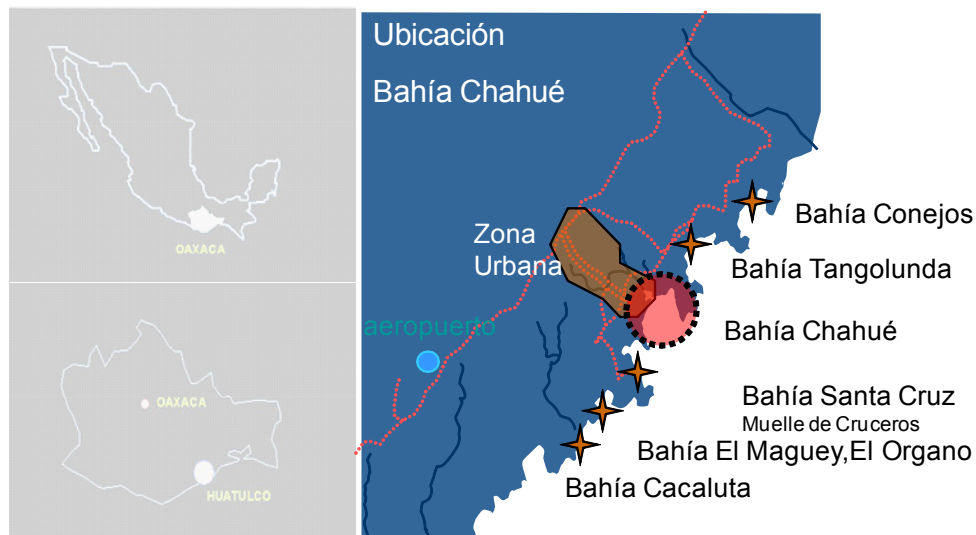 OAXACA
OAXACA
HUATULCO
Ubicación
Bahía Chahué
Zona
Urbana
aeropuerto
Bahía Conejos
Bahía Tangolunda
Bahía Chahué
Bahía Santa Cruz
Muelle de Cruceros
Bahía El Maguey,El Organo
Bahía Cacaluta